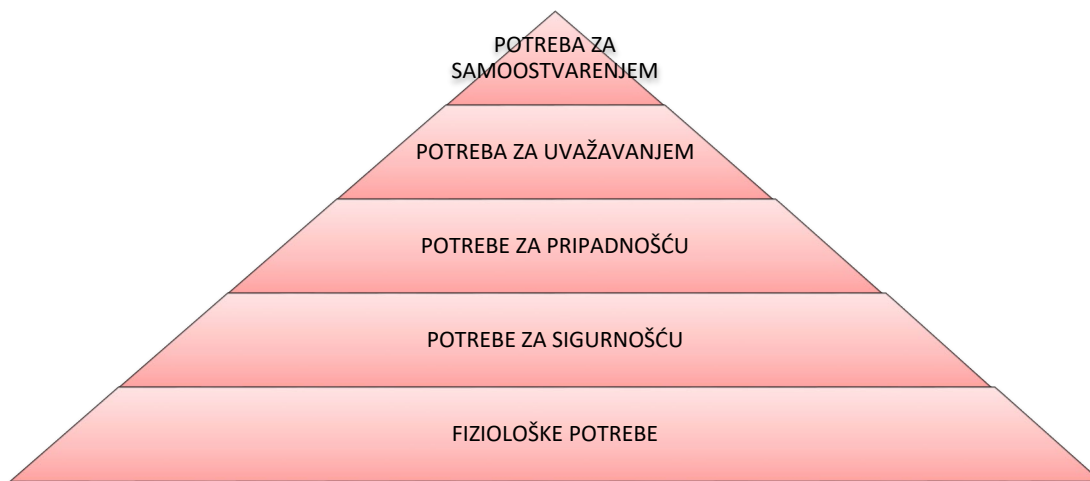 POTREBA ZA
SAMOOSTVARENJEM
POTREBA ZA UVAŽAVANJEM
POTREBE ZA PRIPADNOŠĆU
POTREBE ZA SIGURNOŠĆU
FIZIOLOŠKE POTREBE